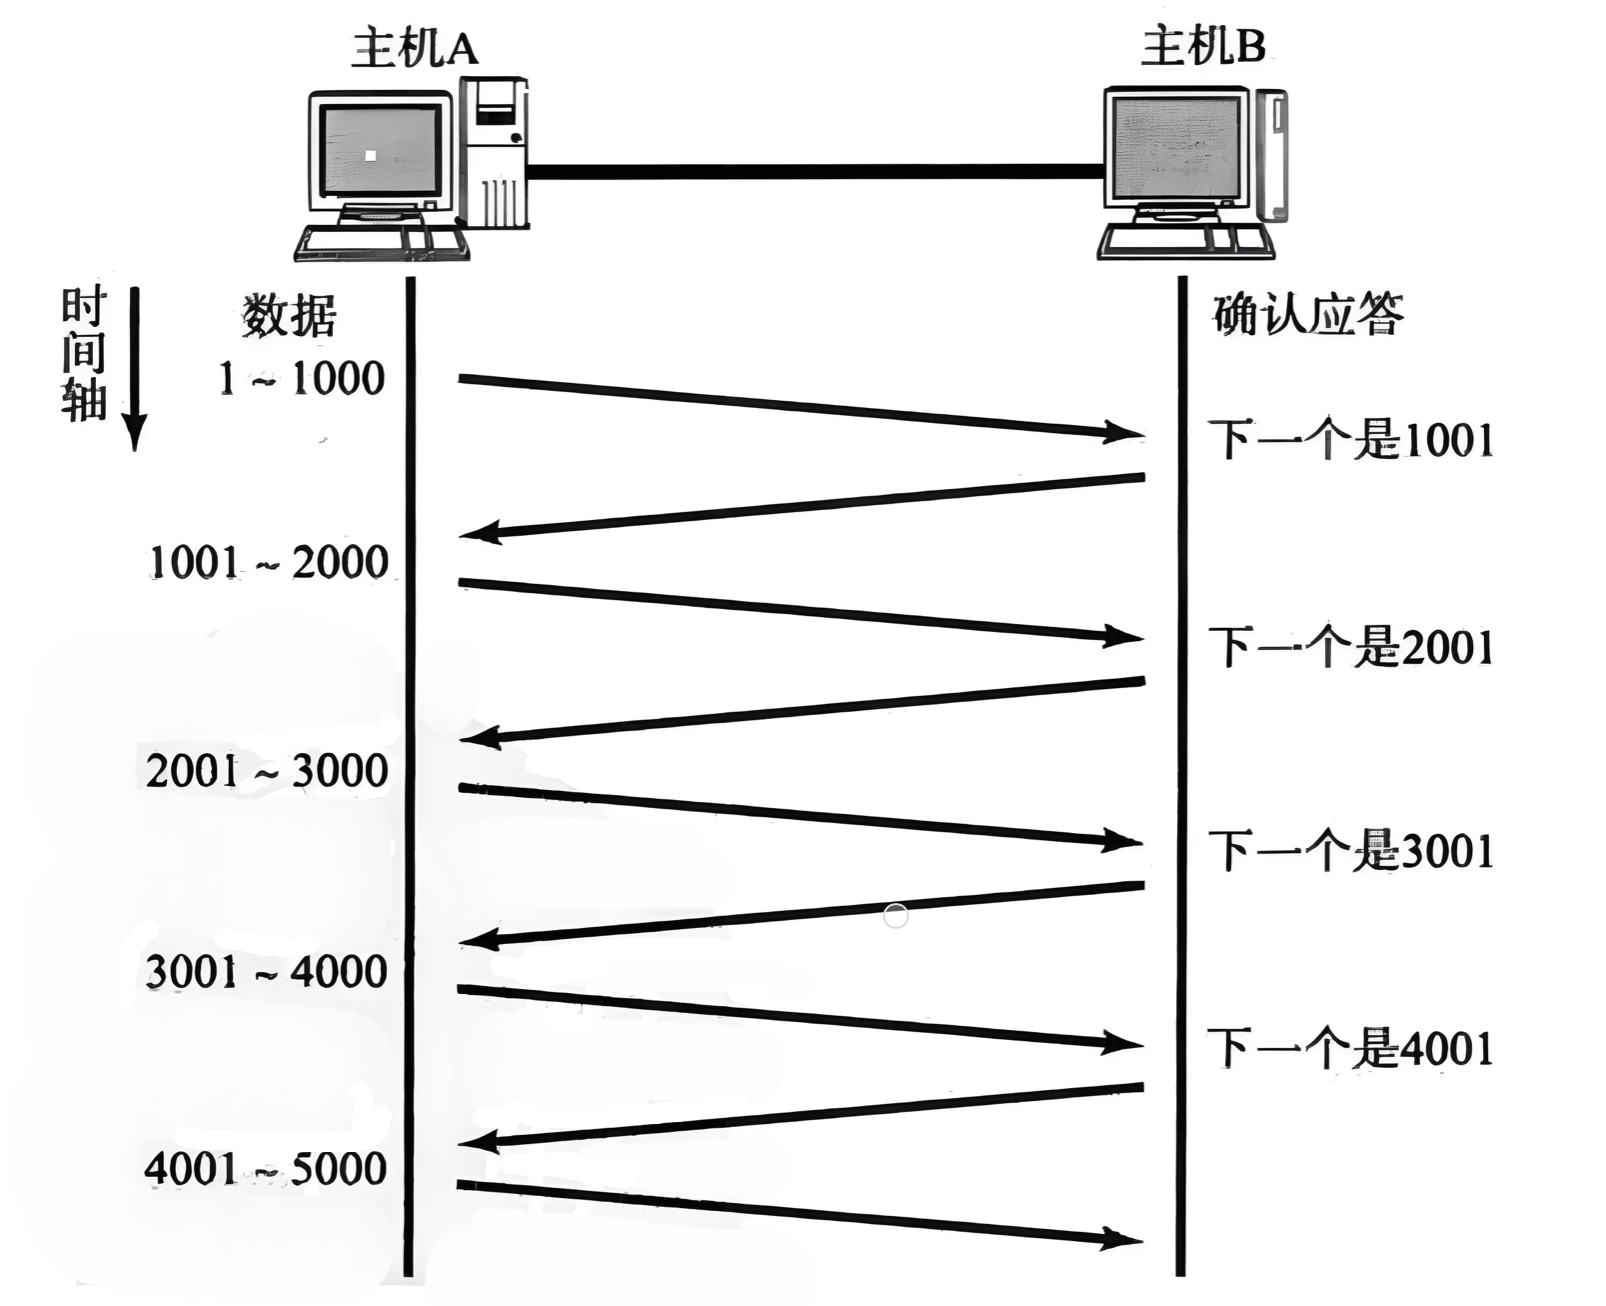 主机A
主机B
时间轴
数据
确认应答
1 ~ 1000
下一个是1001
1001 ~ 2000
下一个是2001
2001 ~ 3000
下一个是3001
3001 ~ 4000
下一个是4001
4001 ~ 5000